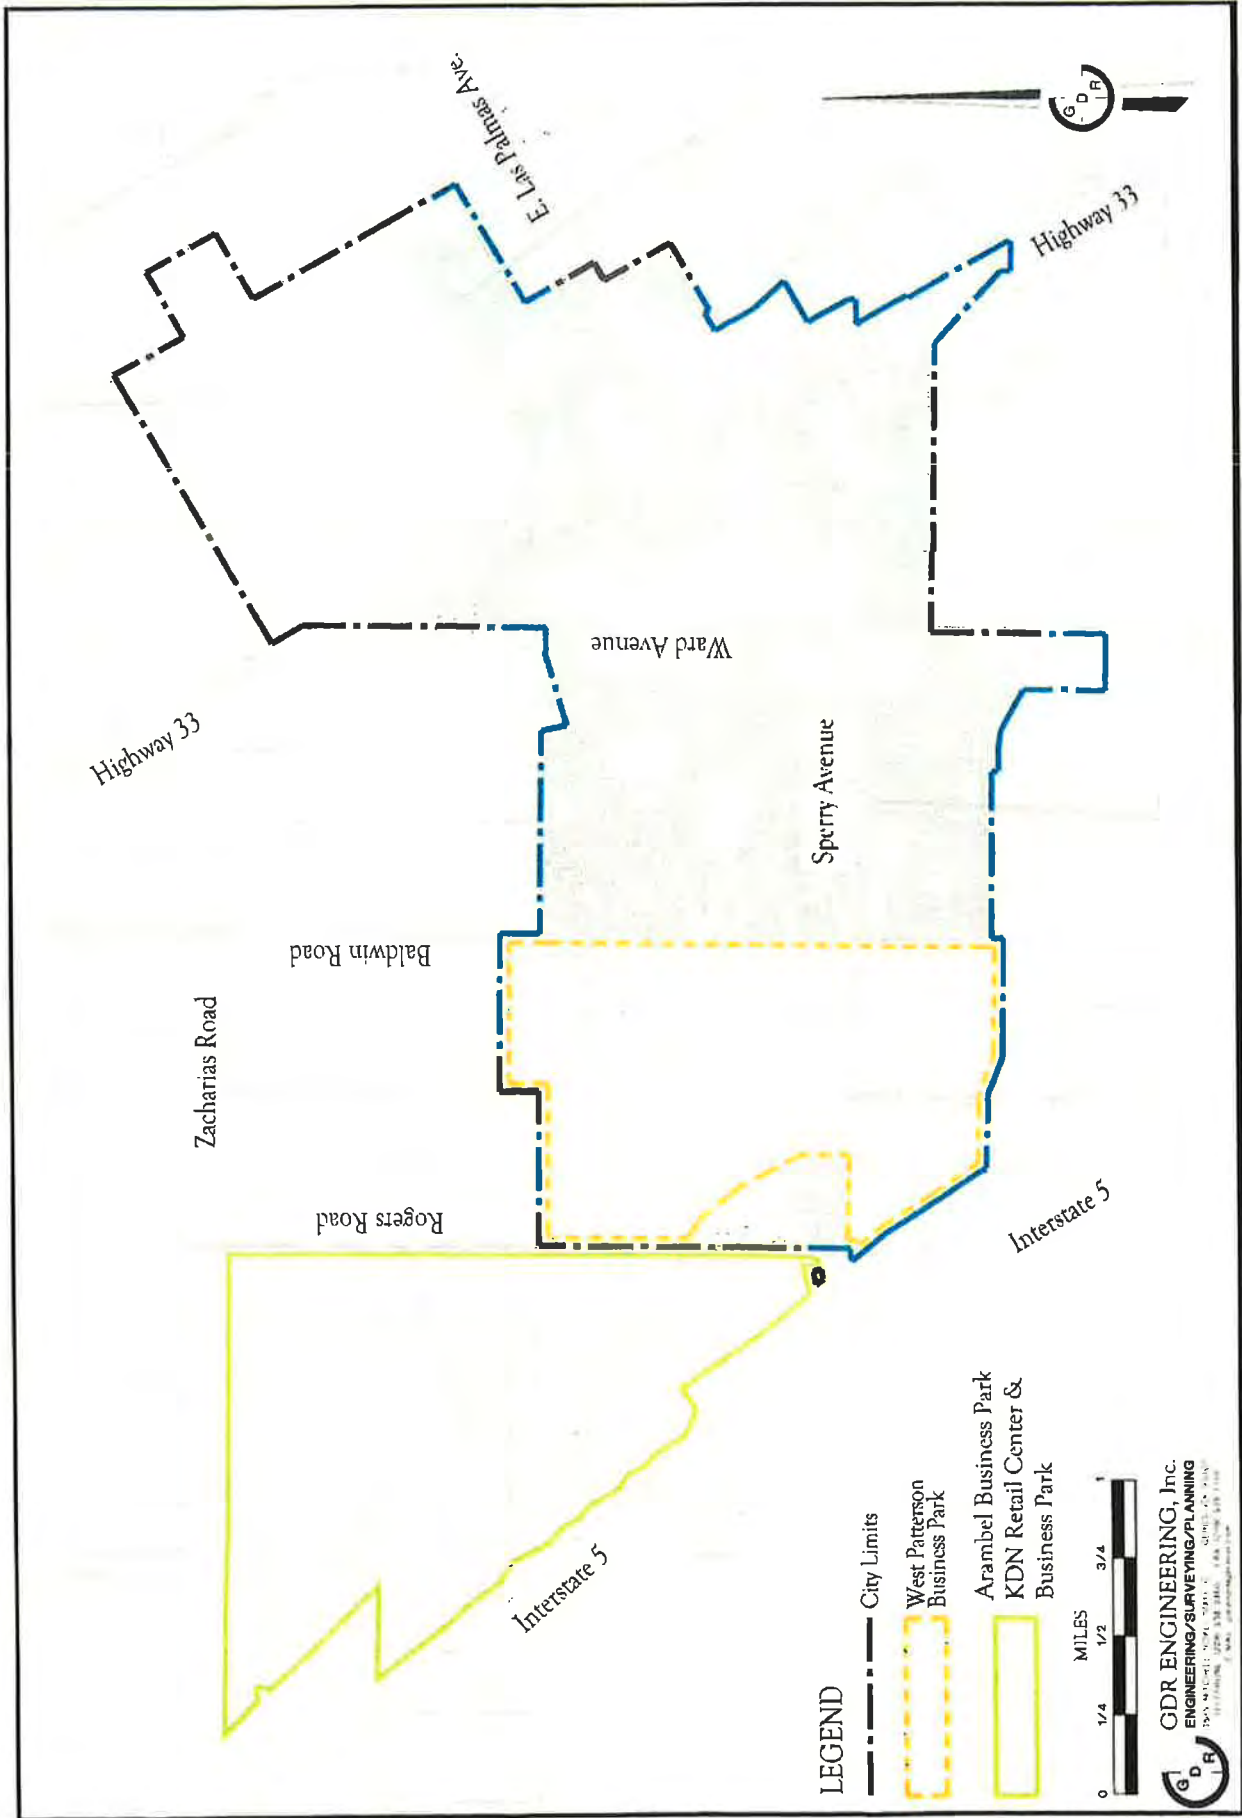 E. Las Palmas Ave.
G D R
Highway 33
Highway 33
Ward Avenue
Sperry Avenue
Baldwin Road
Zacharias Road
Rogers Road
Interstate 5
Interstate 5
LEGEND
City Limits
West Patterson
Business Park
Arambel Business Park
KDN Retail Center &
Business Park
MILES
0 1/4 1/2 3/4 1
G D R
GDR ENGINEERING, Inc.
ENGINEERING/SURVEYING/PLANNING